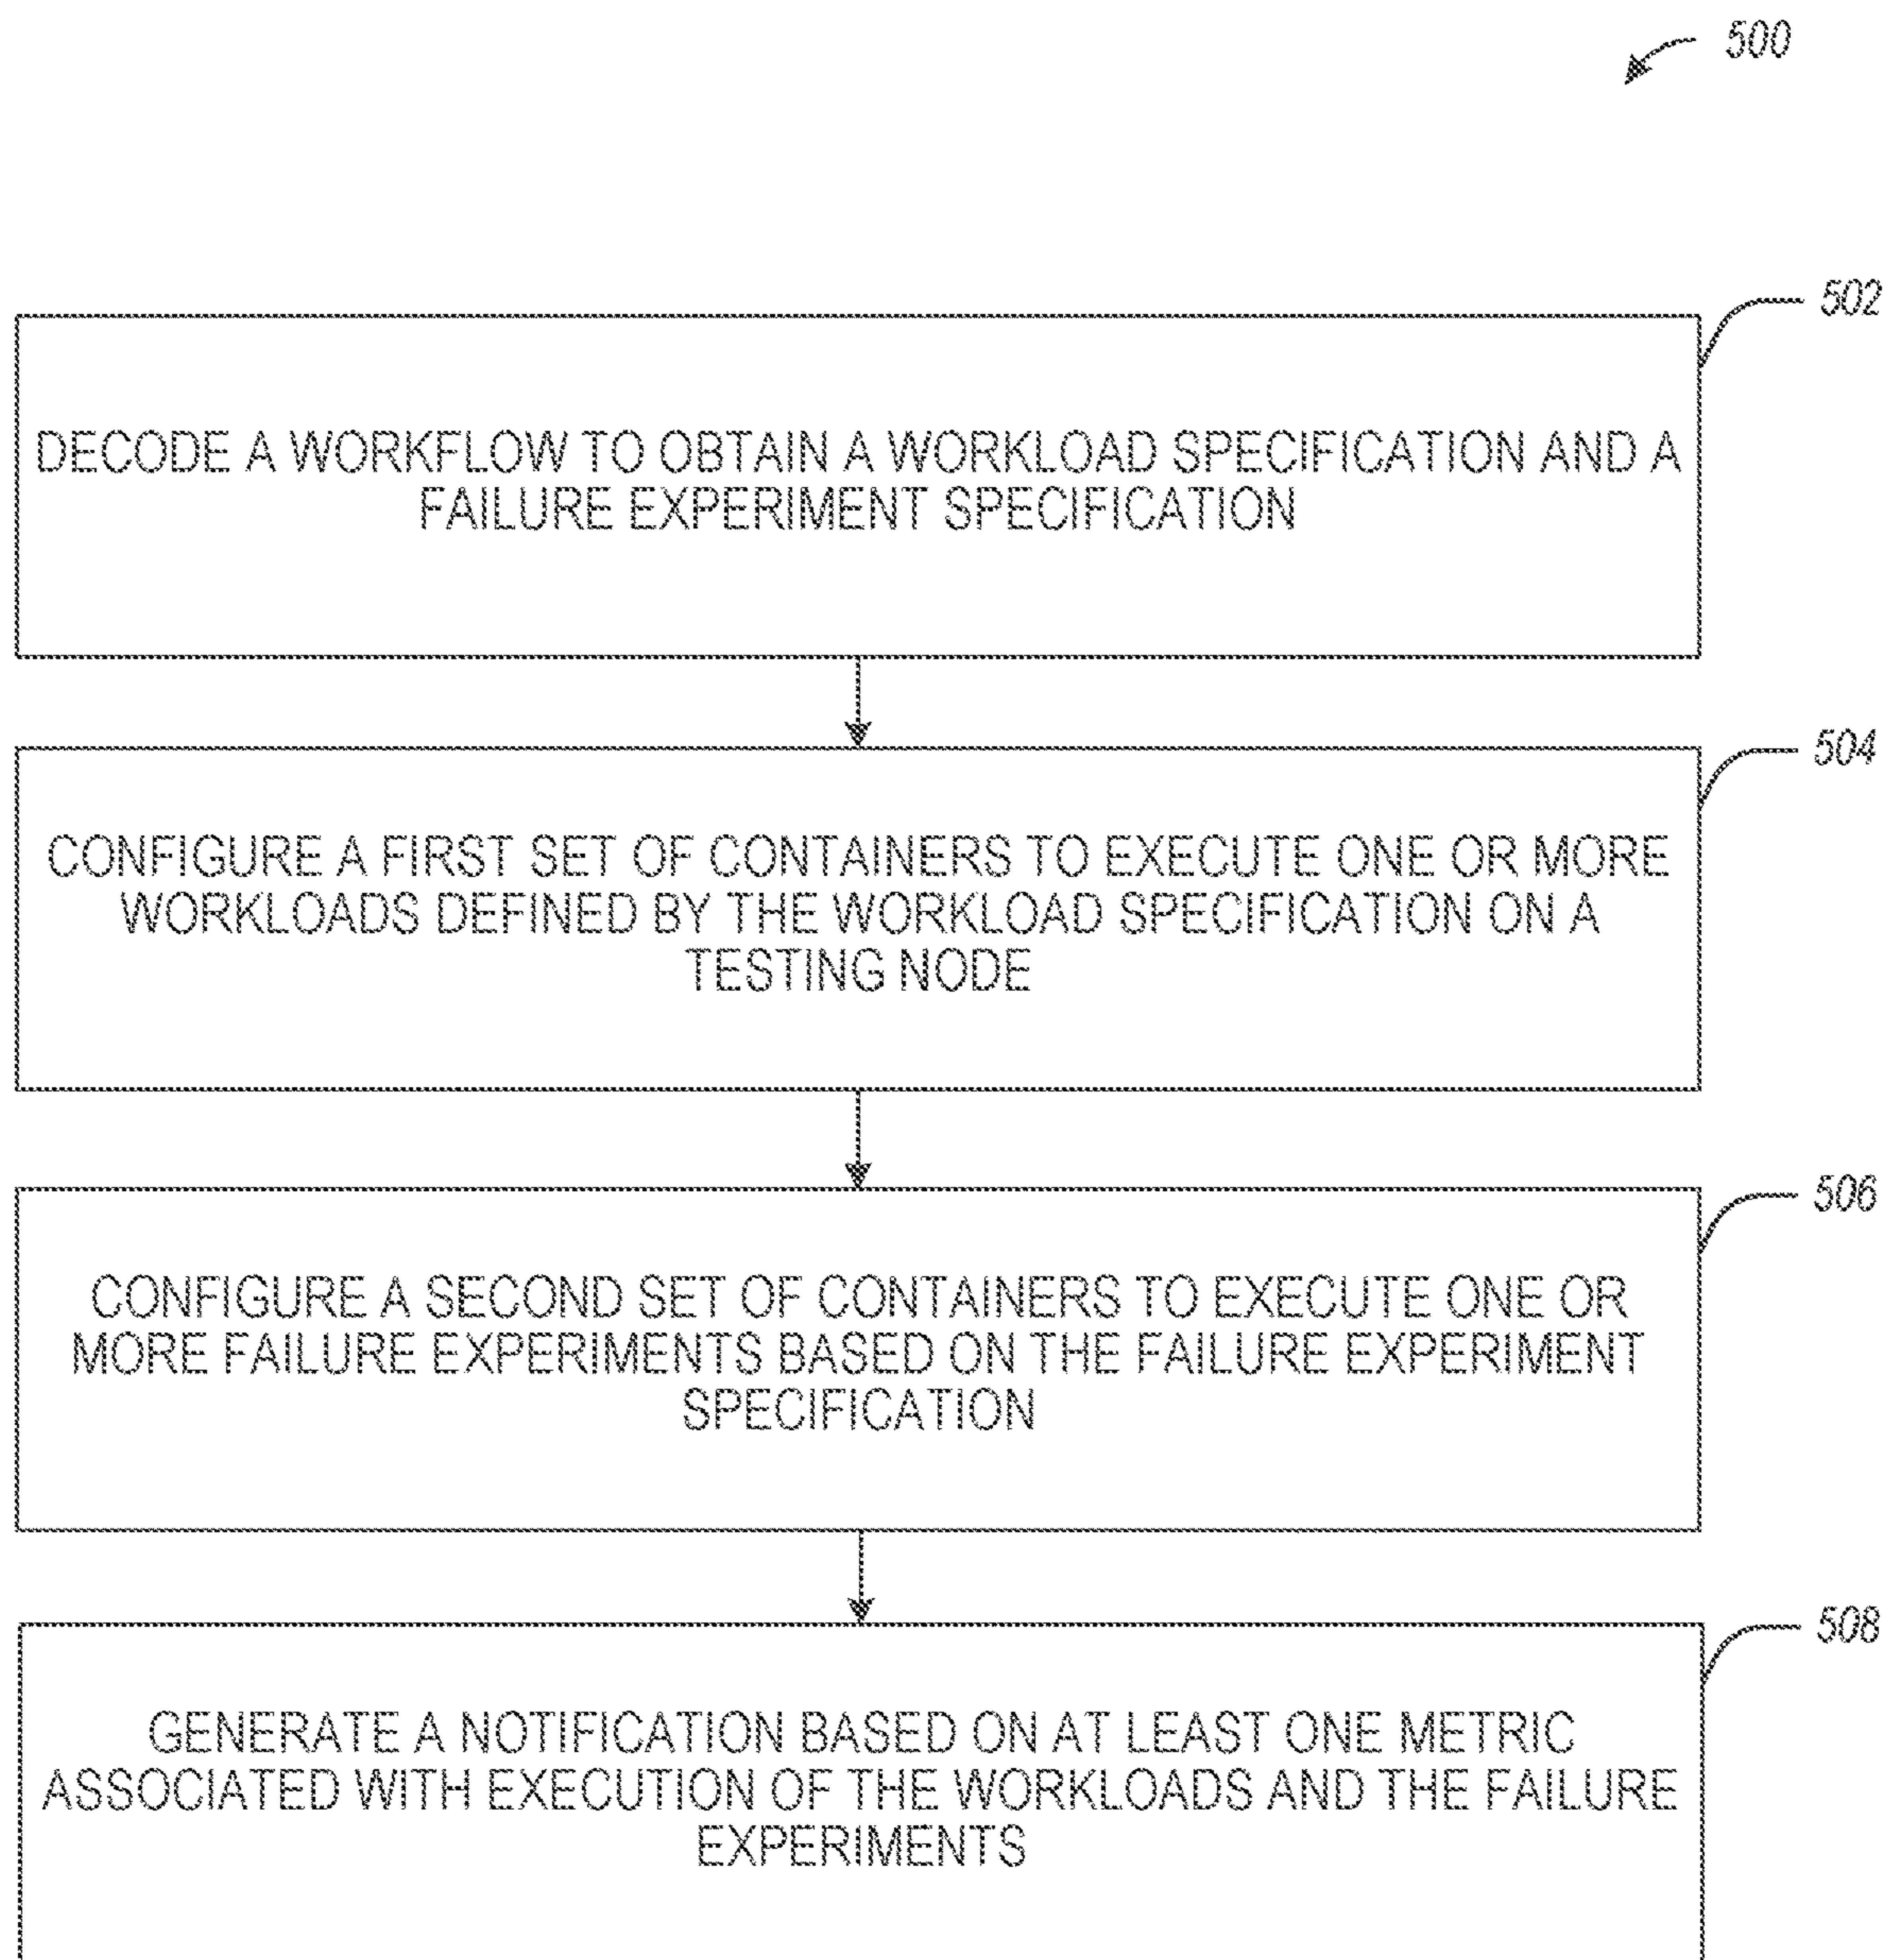 500
502
DECODE A WORKFLOW TO OBTAIN A WORKLOAD SPECIFICATION AND A
FAILURE EXPERIMENT SPECIFICATION
504
CONFIGURE A FIRST SET OF CONTAINERS TO EXECUTE ONE OR MORE
WORKLOADS DEFINED BY THE WORKLOAD SPECIFICATION ON A
TESTING NODE
506
CONFIGURE A SECOND SET OF CONTAINERS TO EXECUTE ONE OR
MORE FAILURE EXPERIMENTS BASED ON THE FAILURE EXPERIMENT
SPECIFICATION
508
GENERATE A NOTIFICATION BASED ON AT LEAST ONE METRIC
ASSOCIATED WITH EXECUTION OF THE WORKLOADS AND THE FAILURE
EXPERIMENTS